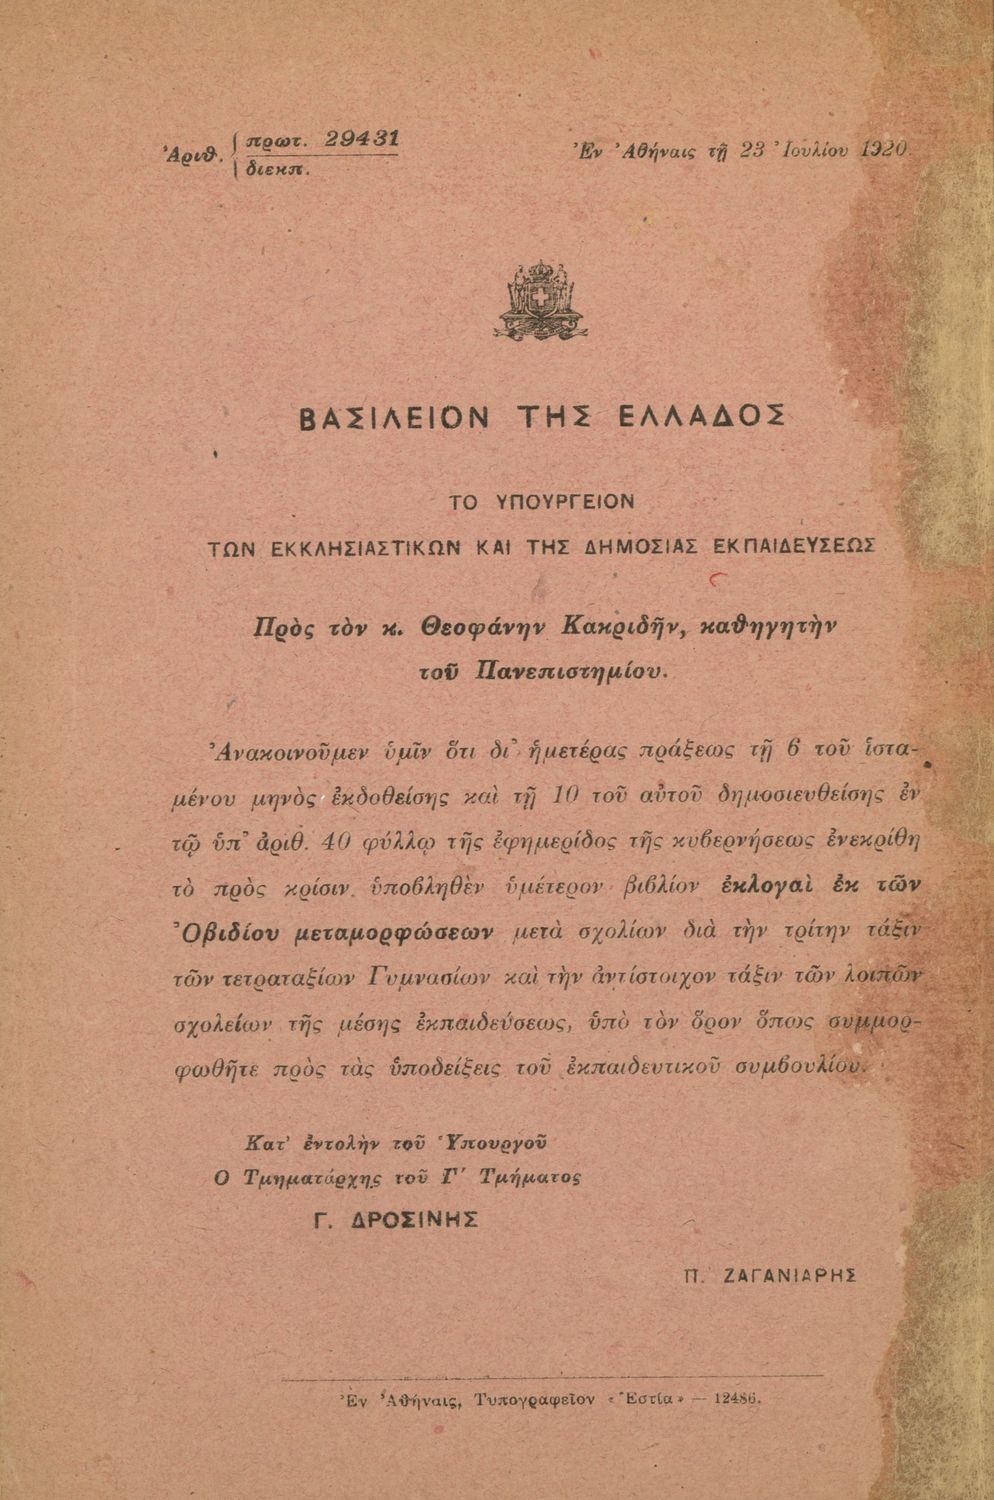 Ἀριθ. { πρωτ. 29431
διεκπ.
Ἐν Ἀθήναις τῇ 23 Ἰουλίου 1920.
ΒΑΣΙΛΕΙΟΝ ΤΗΣ ΕΛΛΑΔΟΣ
ΤΟ ΥΠΟΥΡΓΕΙΟΝ
ΤΩΝ ΕΚΚΛΗΣΙΑΣΤΙΚΩΝ ΚΑΙ ΤΗΣ ΔΗΜΟΣΙΑΣ ΕΚΠΑΙΔΕΥΣΕΩΣ
Πρὸς τὸν κ. Θεοφάνην Κακριδῆν, καθηγητὴν
τοῦ Πανεπιστημίου.
Ἀνακοινοῦμεν ὑμῖν ὅτι δι' ἡμετέρας πράξεως τῇ 6 τοῦ ἱστα-
μένου μηνὸς ἐκδοθείσης καὶ τῇ 10 τοῦ αὐτοῦ δημοσιευθείσης ἐν
τῷ ὑπ' ἀριθ. 40 φύλλῳ τῆς ἐφημερίδος τῆς κυβερνήσεως ἐνεκρίθη
τὸ πρὸς κρίσιν ὑποβληθὲν ὑμέτερον βιβλίον ἐκλογαὶ ἐκ τῶν
Ὀβιδίου μεταμορφώσεων μετὰ σχολίων διὰ τὴν τρίτην τάξιν
τῶν τετραταξίων Γυμνασίων καὶ τὴν ἀντίστοιχον τάξιν τῶν λοιπῶν
σχολείων τῆς μέσης ἐκπαιδεύσεως, ὑπὸ τὸν ὅρον ὅπως συμμορ-
φωθῆτε πρὸς τὰς ὑποδείξεις τοῦ ἐκπαιδευτικοῦ συμβουλίου.
Κατ' ἐντολὴν τοῦ Ὑπουργοῦ
Ο Τμηματάρχης τοῦ Γ' Τμήματος
Γ. ΔΡΟΣΙΝΗΣ
Π. ΖΑΓΑΝΙΑΡΗΣ
Ἐν Ἀθήναις, Τυπογραφεῖον «Ἑστία» — 12486.